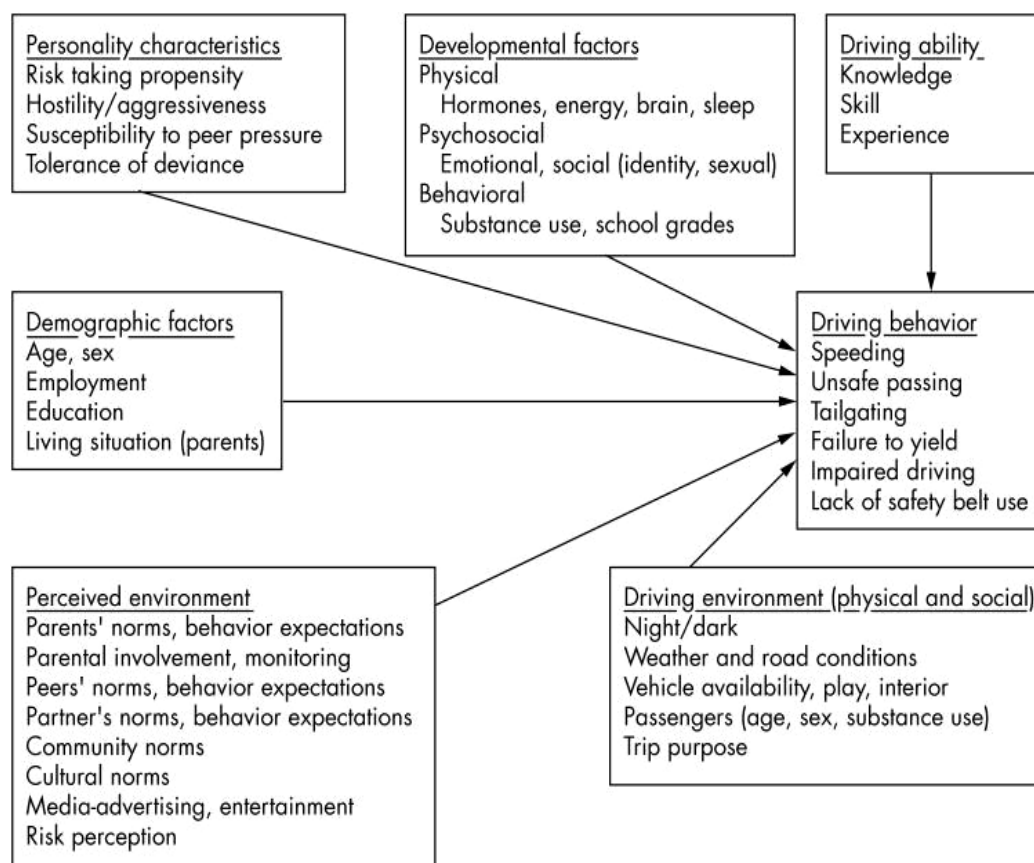 Personality characteristics
Risk taking propensity
Hostility/aggressiveness
Susceptibility to peer pressure
Tolerance of deviance
Developmental factors
Physical
Hormones, energy, brain, sleep
Psychosocial
Emotional, social (identity, sexual)
Behavioral
Substance use, school grades
Driving ability
Knowledge
Skill
Experience
Demographic factors
Age, sex
Employment
Education
Living situation (parents)
Driving behavior
Speeding
Unsafe passing
Tailgating
Failure to yield
Impaired driving
Lack of safety belt use
Perceived environment
Parents' norms, behavior expectations
Parental involvement, monitoring
Peers' norms, behavior expectations
Partner's norms, behavior expectations
Community norms
Cultural norms
Media-advertising, entertainment
Risk perception
Driving environment (physical and social)
Night/dark
Weather and road conditions
Vehicle availability, play, interior
Passengers (age, sex, substance use)
Trip purpose